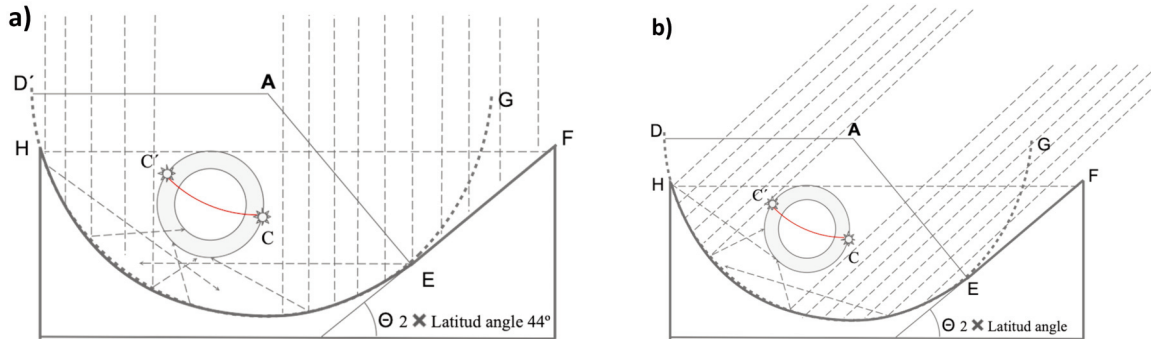 a)
D´
A
G
H
F
C´
C
E
Θ 2 × Latitud angle 44º
b)
D
A
G
H
F
C´
C
E
Θ 2 × Latitud angle